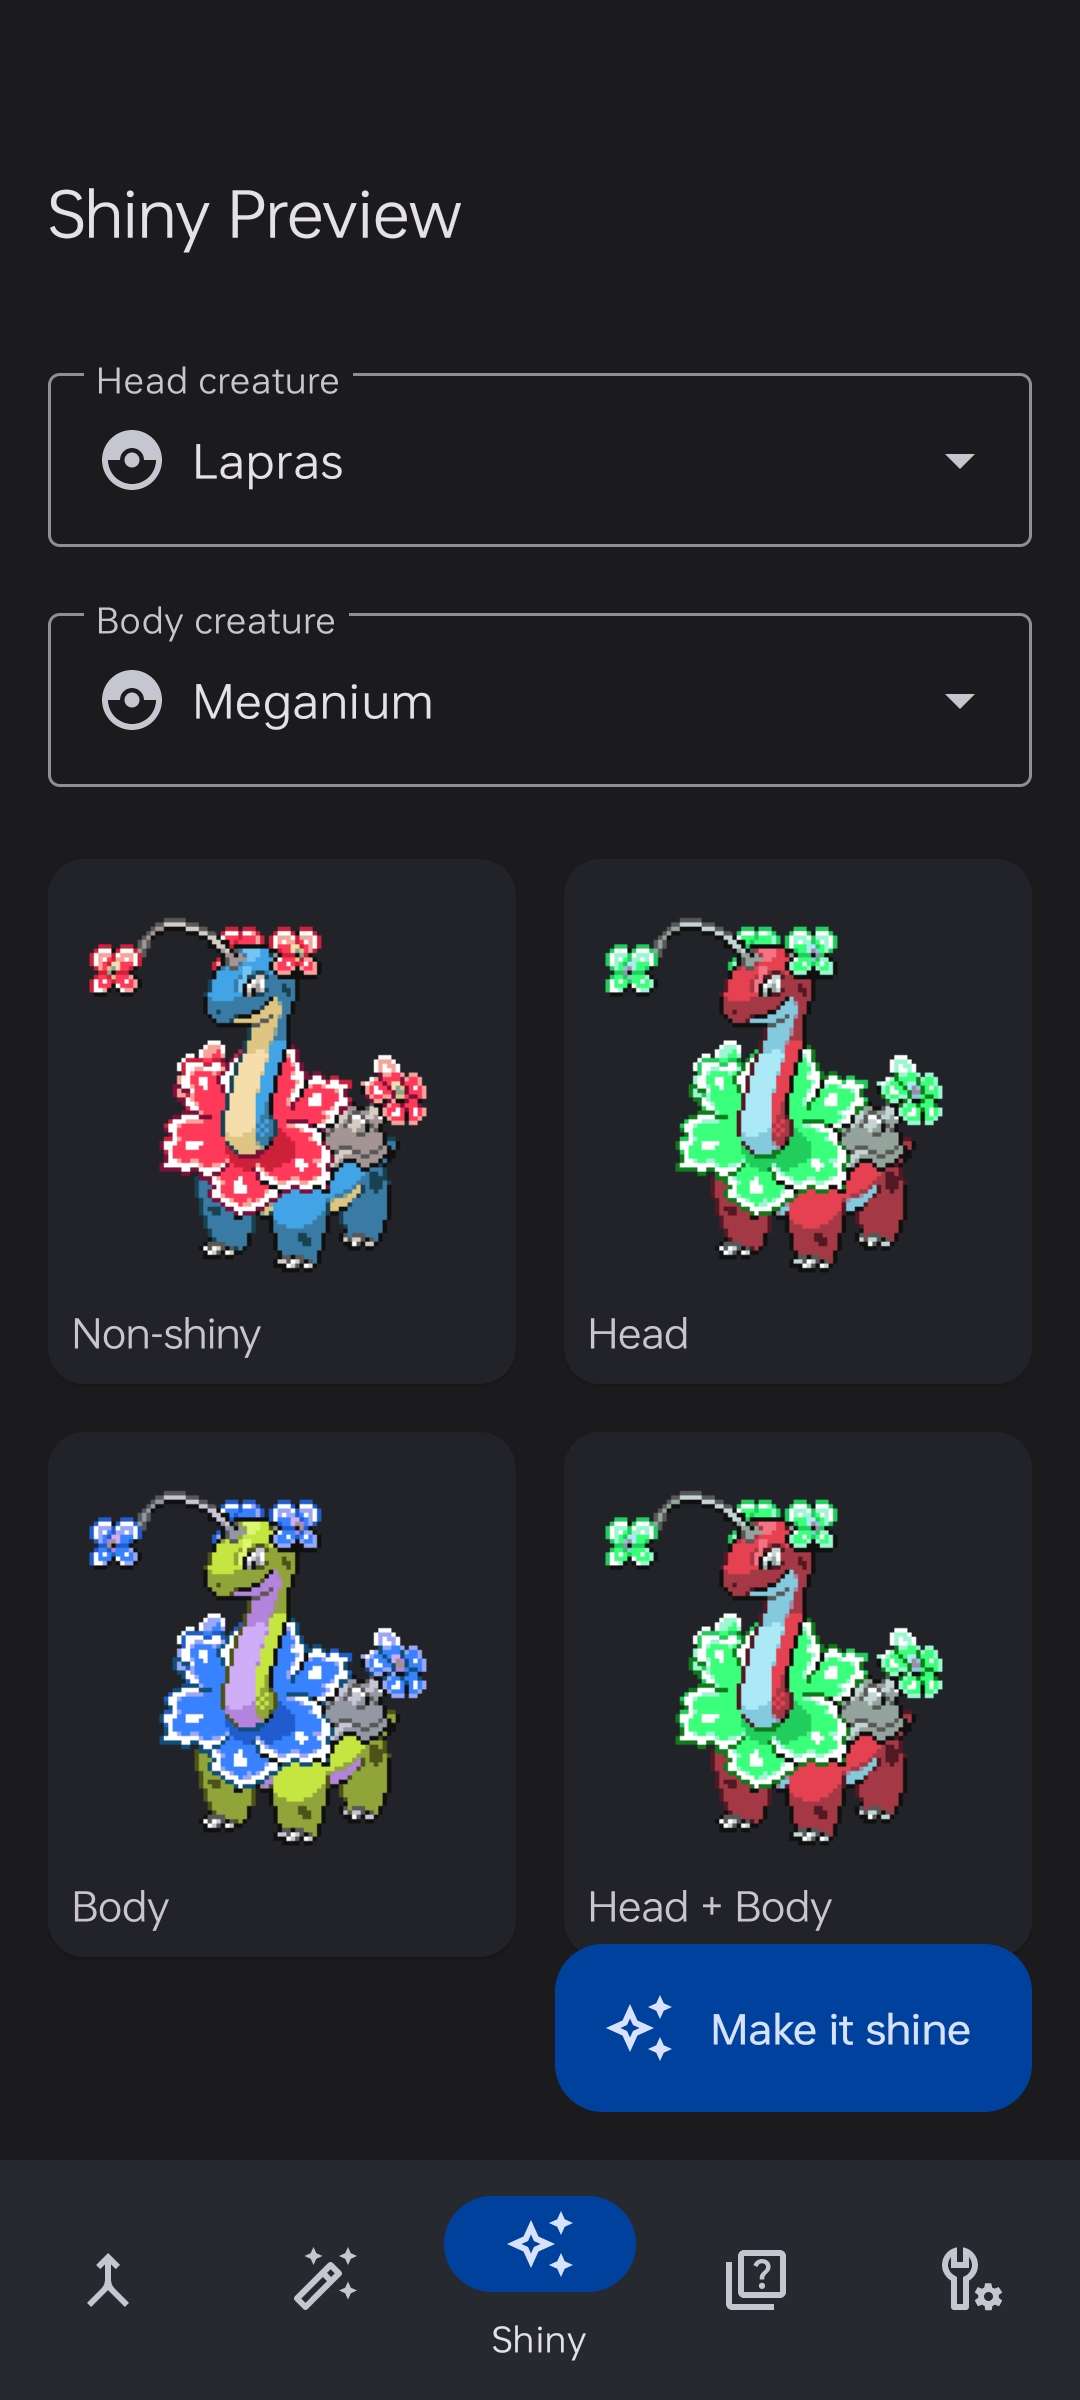 Shiny Preview
Head creature
Lapras
Body creature
Meganium
Non-shiny
Head
Body
Head + Body
Make it shine
?
Shiny